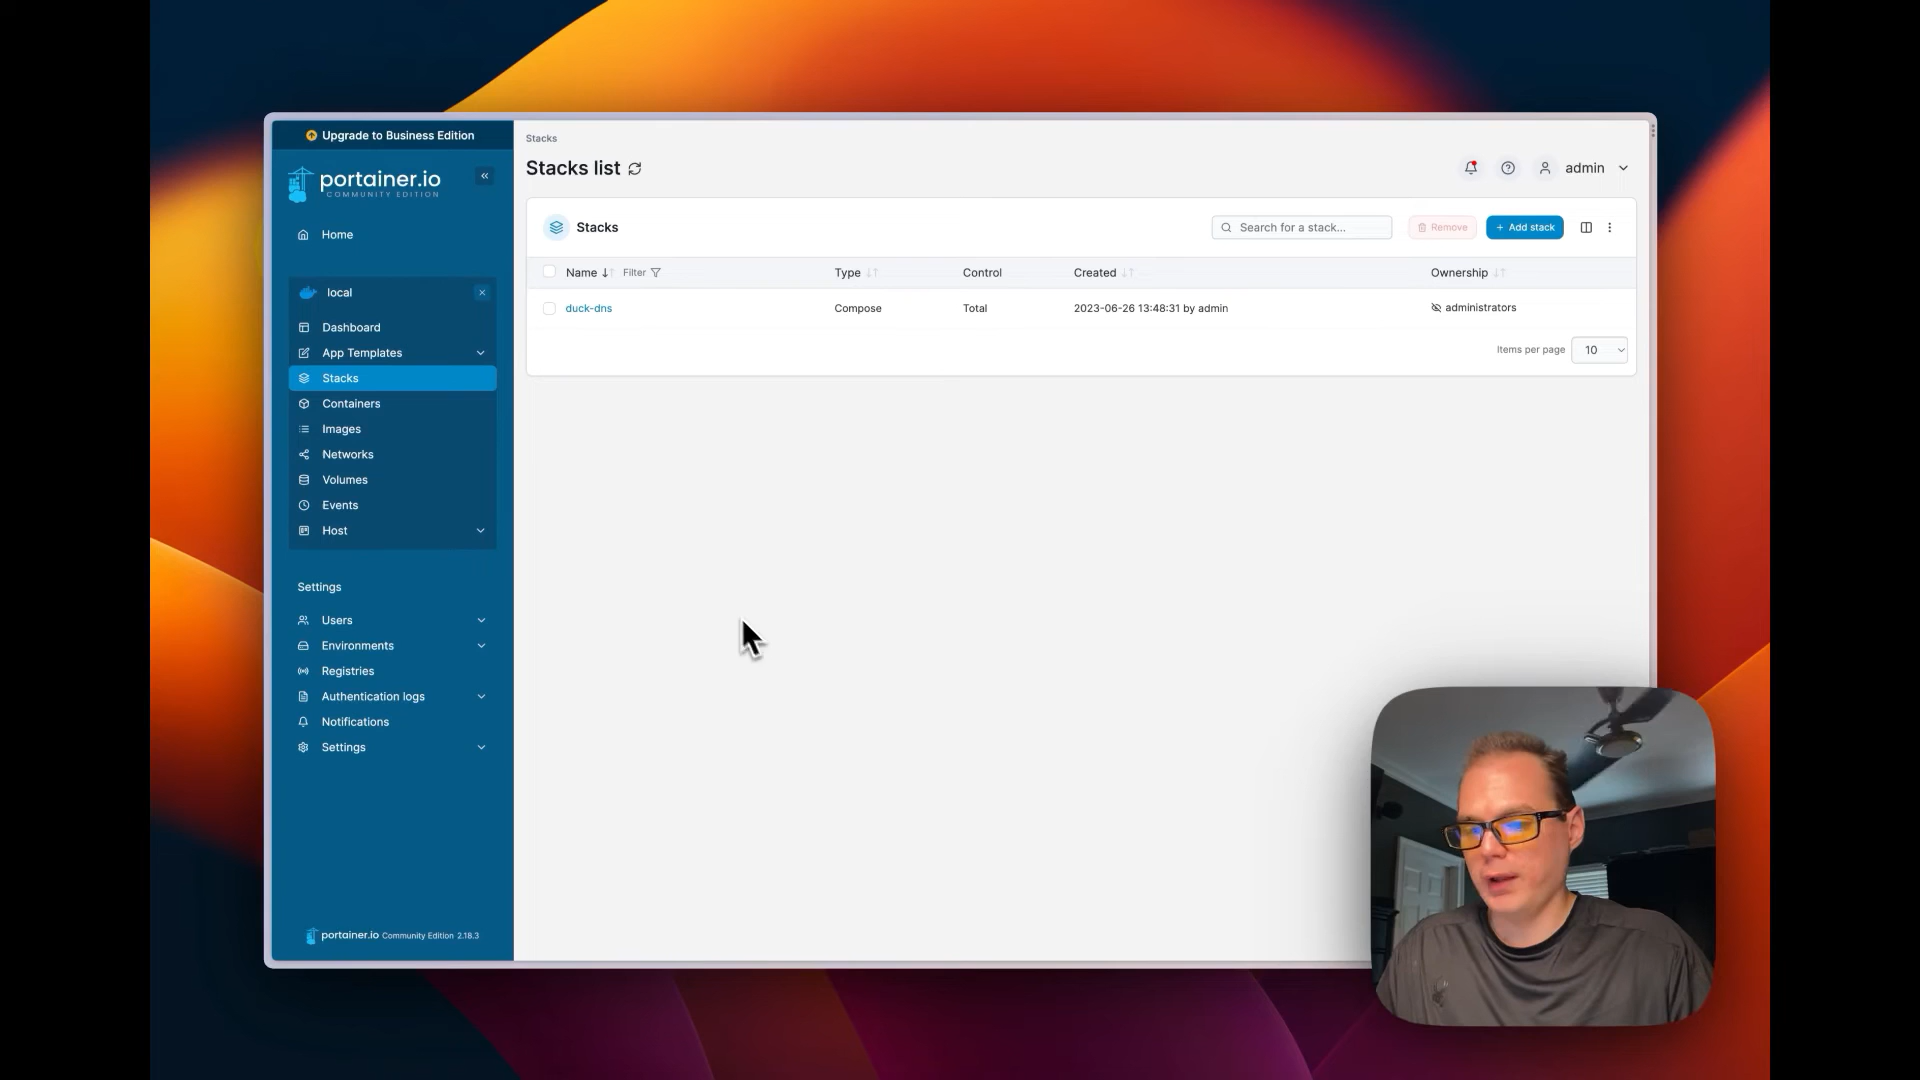 Upgrade to Business Edition
portainer.io
COMMUNITY EDITION
Home
local
Dashboard
App Templates
Stacks
Containers
Images
Networks
Volumes
Events
Host
Settings
Users
Environments
Registries
Authentication logs
Notifications
Settings
portainer.io Community Edition 2.18.3
Stacks
Stacks list
admin
Stacks
Search for a stack...
Remove
+ Add stack
Name Filter Type Control Created Ownership
duck-dns Compose Total 2023-06-26 13:48:31 by admin administrators
Items per page 10